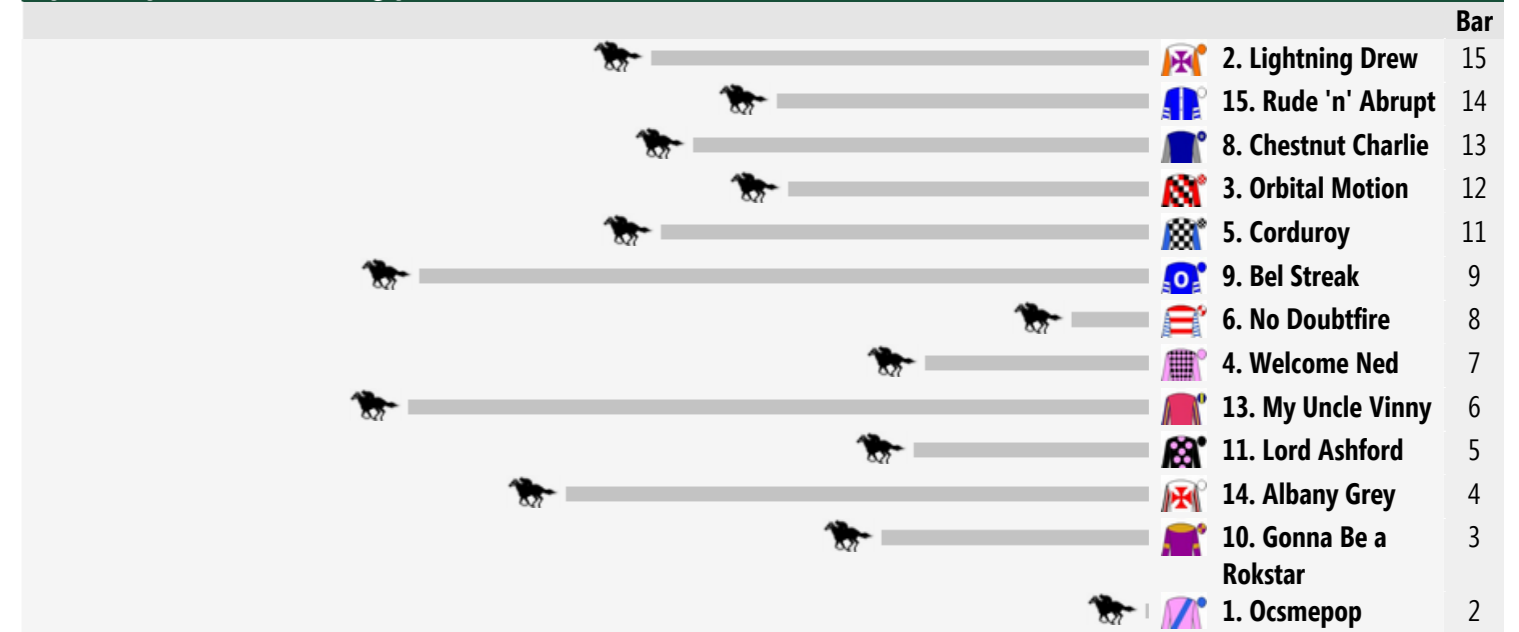 Bar
2. Lightning Drew 15
15. Rude 'n' Abrupt 14
8. Chestnut Charlie 13
3. Orbital Motion 12
5. Corduroy 11
9. Bel Streak 9
6. No Doubtfire 8
4. Welcome Ned 7
13. My Uncle Vinny 6
11. Lord Ashford 5
14. Albany Grey 4
10. Gonna Be a 3
Rokstar
1. Ocsmepop 2